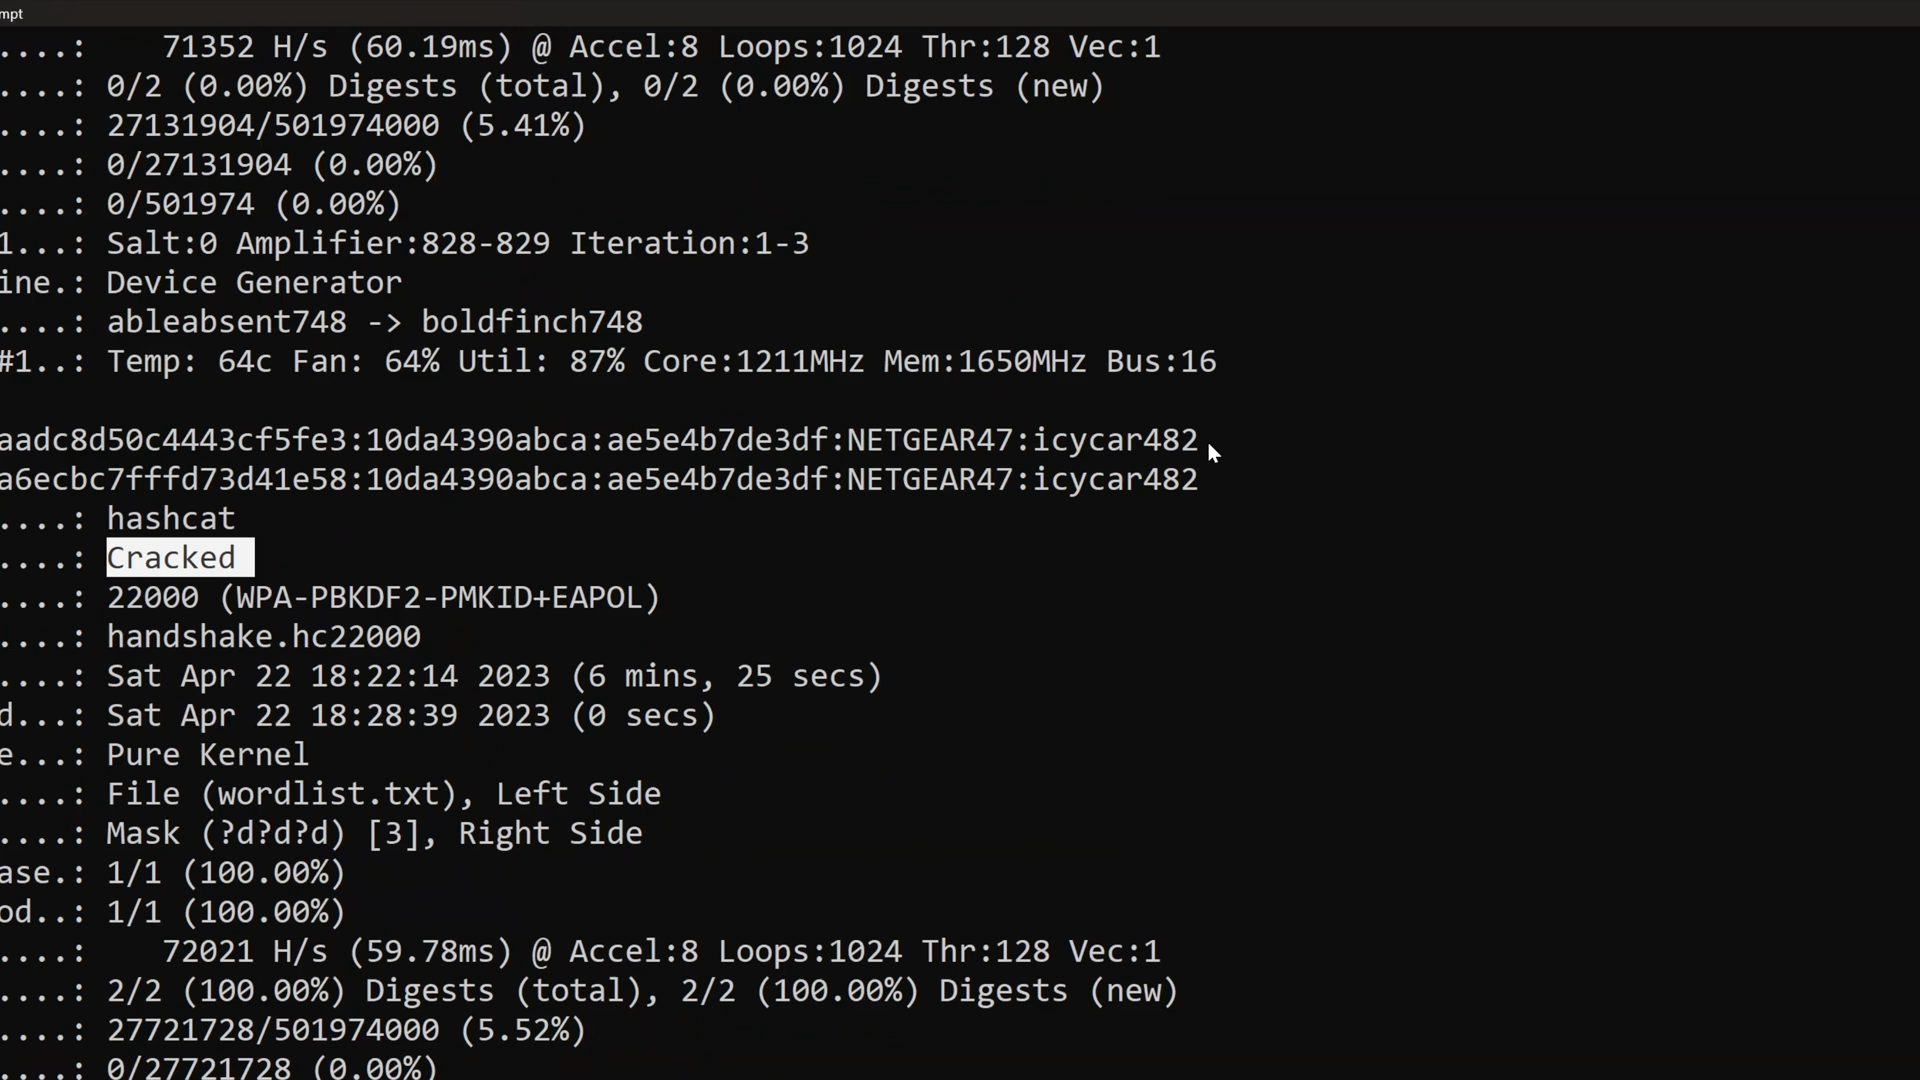 mpt
....: 71352 H/s (60.19ms) @ Accel:8 Loops:1024 Thr:128 Vec:1
....: 0/2 (0.00%) Digests (total), 0/2 (0.00%) Digests (new)
....: 27131904/501974000 (5.41%)
....: 0/27131904 (0.00%)
....: 0/501974 (0.00%)
1...: Salt:0 Amplifier:828-829 Iteration:1-3
ine.: Device Generator
....: ableabsent748 -> boldfinch748
#1..: Temp: 64c Fan: 64% Util: 87% Core:1211MHz Mem:1650MHz Bus:16
aadc8d50c4443cf5fe3:10da4390abca:ae5e4b7de3df:NETGEAR47:icycar482
a6ecbc7fffd73d41e58:10da4390abca:ae5e4b7de3df:NETGEAR47:icycar482
....: hashcat
....: Cracked
....: 22000 (WPA-PBKDF2-PMKID+EAPOL)
....: handshake.hc22000
....: Sat Apr 22 18:22:14 2023 (6 mins, 25 secs)
d...: Sat Apr 22 18:28:39 2023 (0 secs)
e...: Pure Kernel
....: File (wordlist.txt), Left Side
....: Mask (?d?d?d) [3], Right Side
ase.: 1/1 (100.00%)
od..: 1/1 (100.00%)
....: 72021 H/s (59.78ms) @ Accel:8 Loops:1024 Thr:128 Vec:1
....: 2/2 (100.00%) Digests (total), 2/2 (100.00%) Digests (new)
....: 27721728/501974000 (5.52%)
....: 0/27721728 (0.00%)